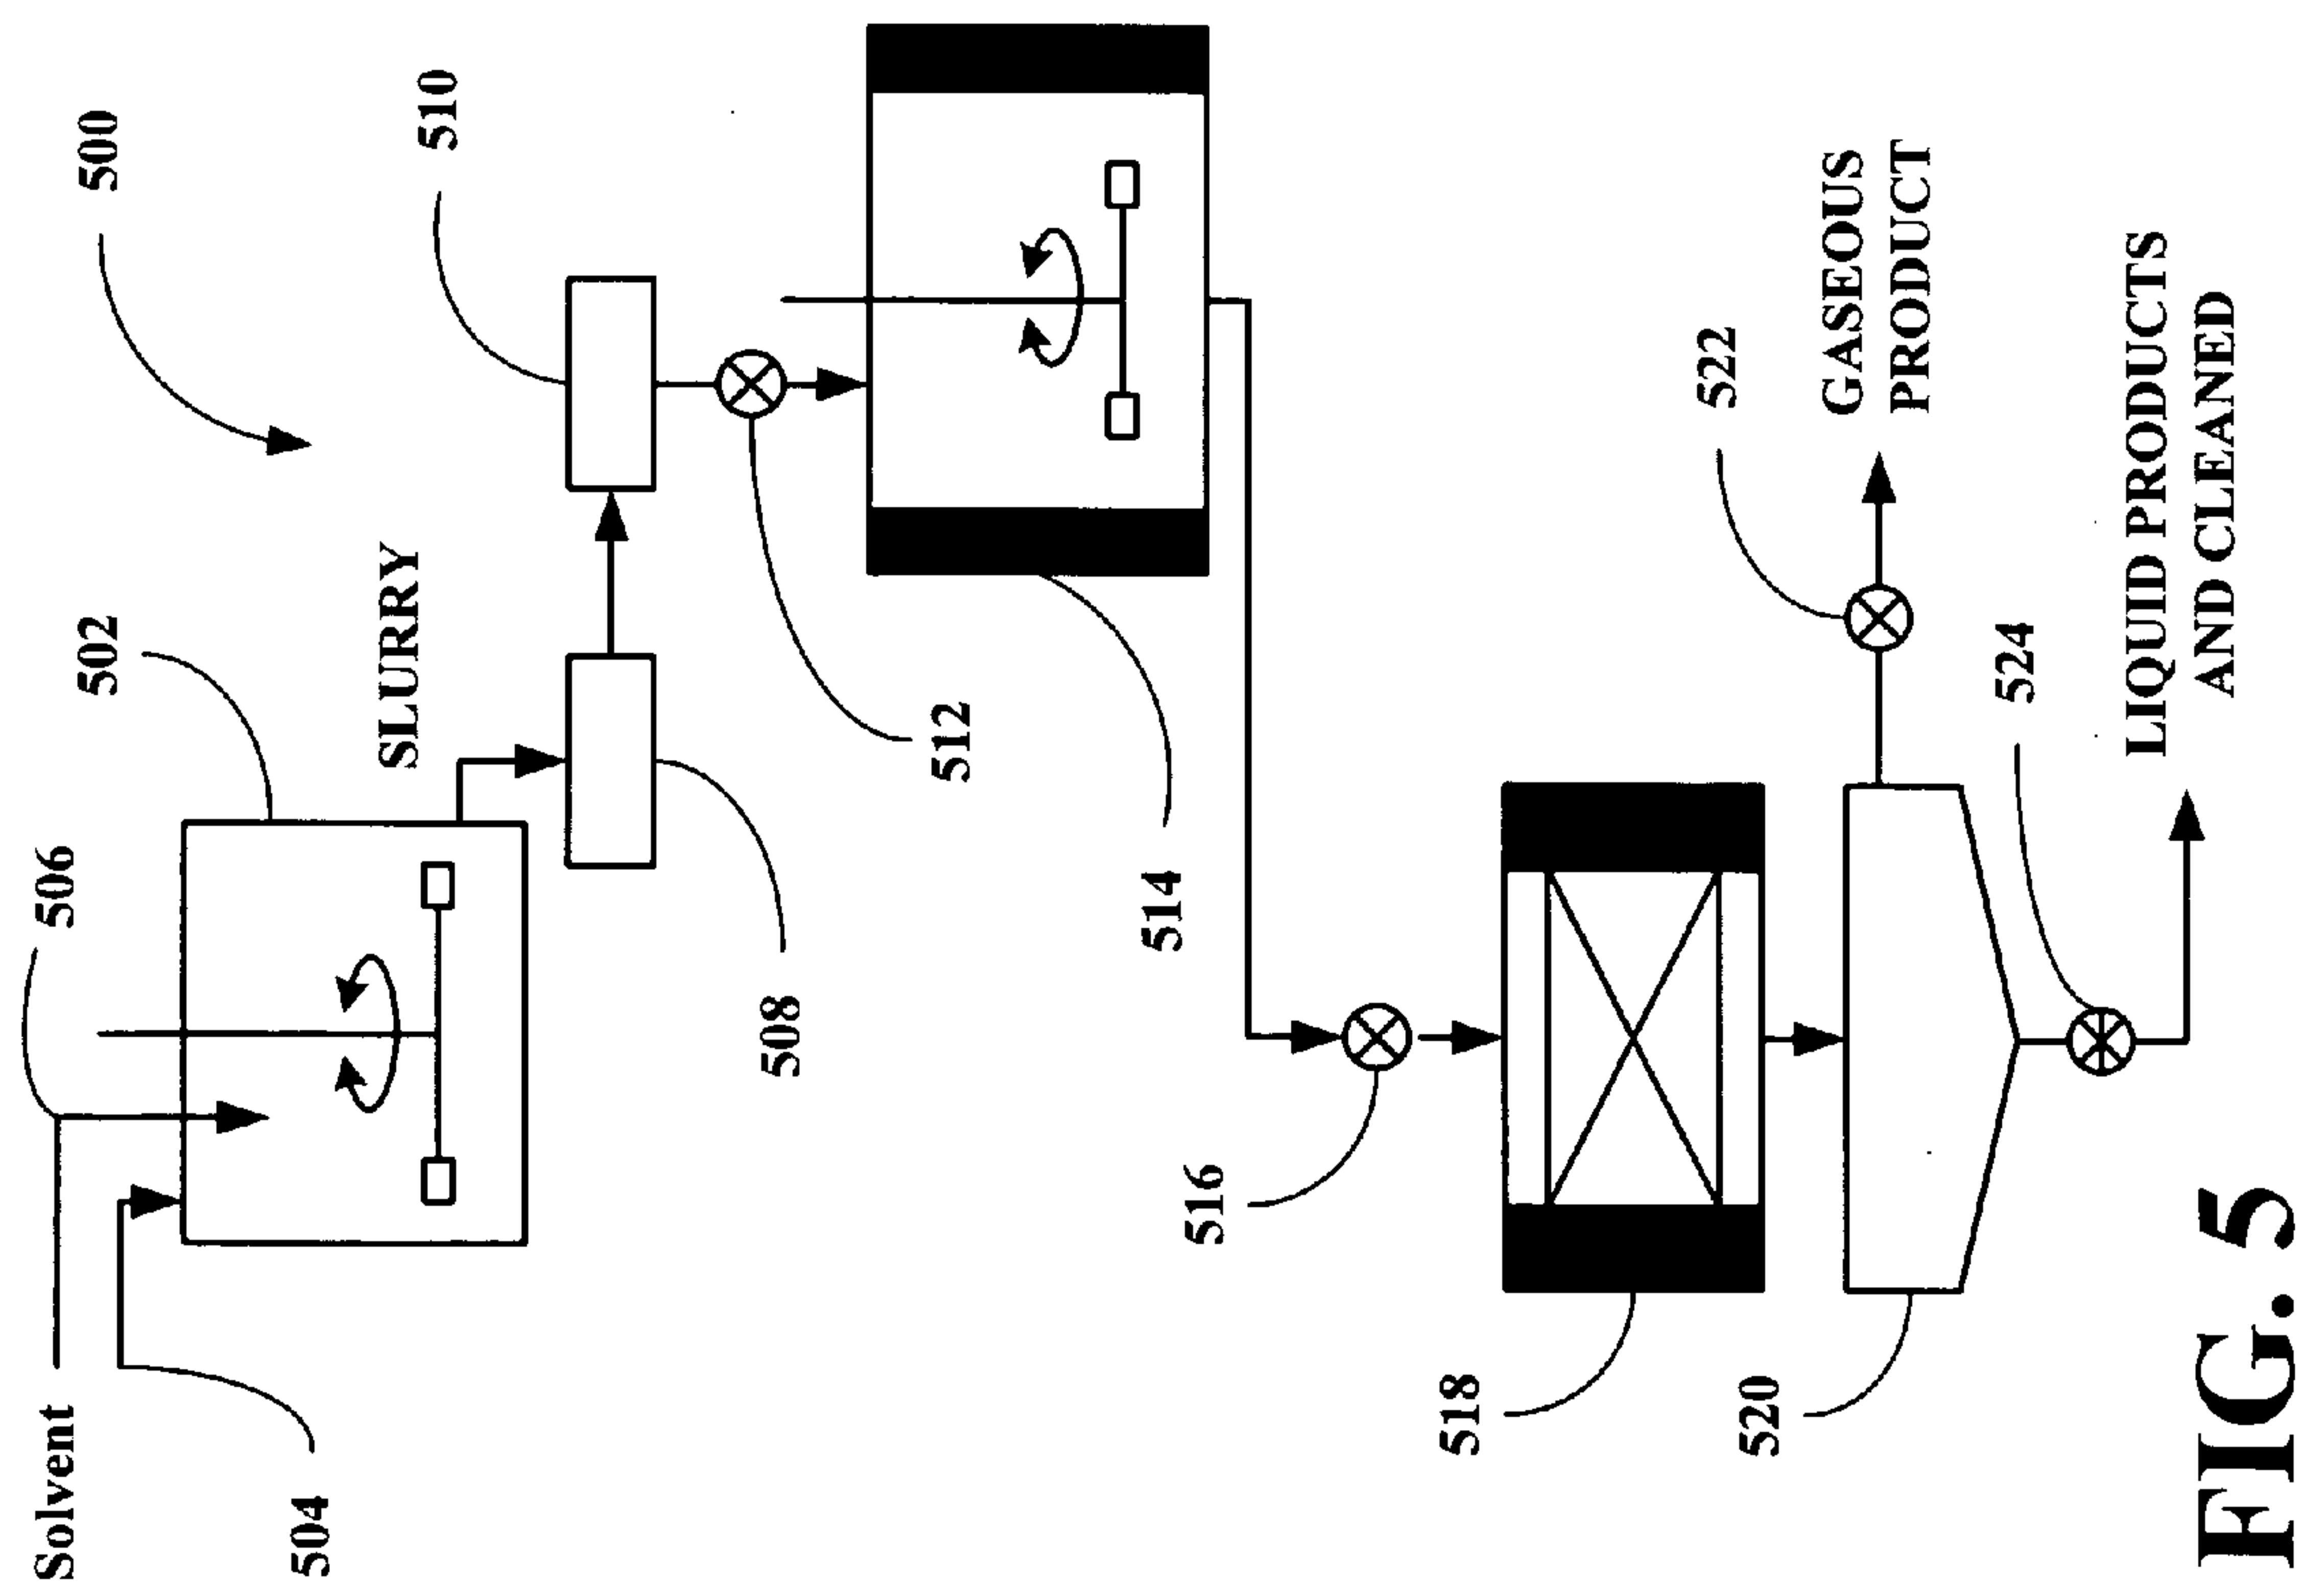 500
Solvent
506
502
504
SLURRY
510
508
512
514
516
518
520
522
GASEOUS
PRODUCT
524
LIQUID PRODUCTS
AND CLEANED
FIG. 5